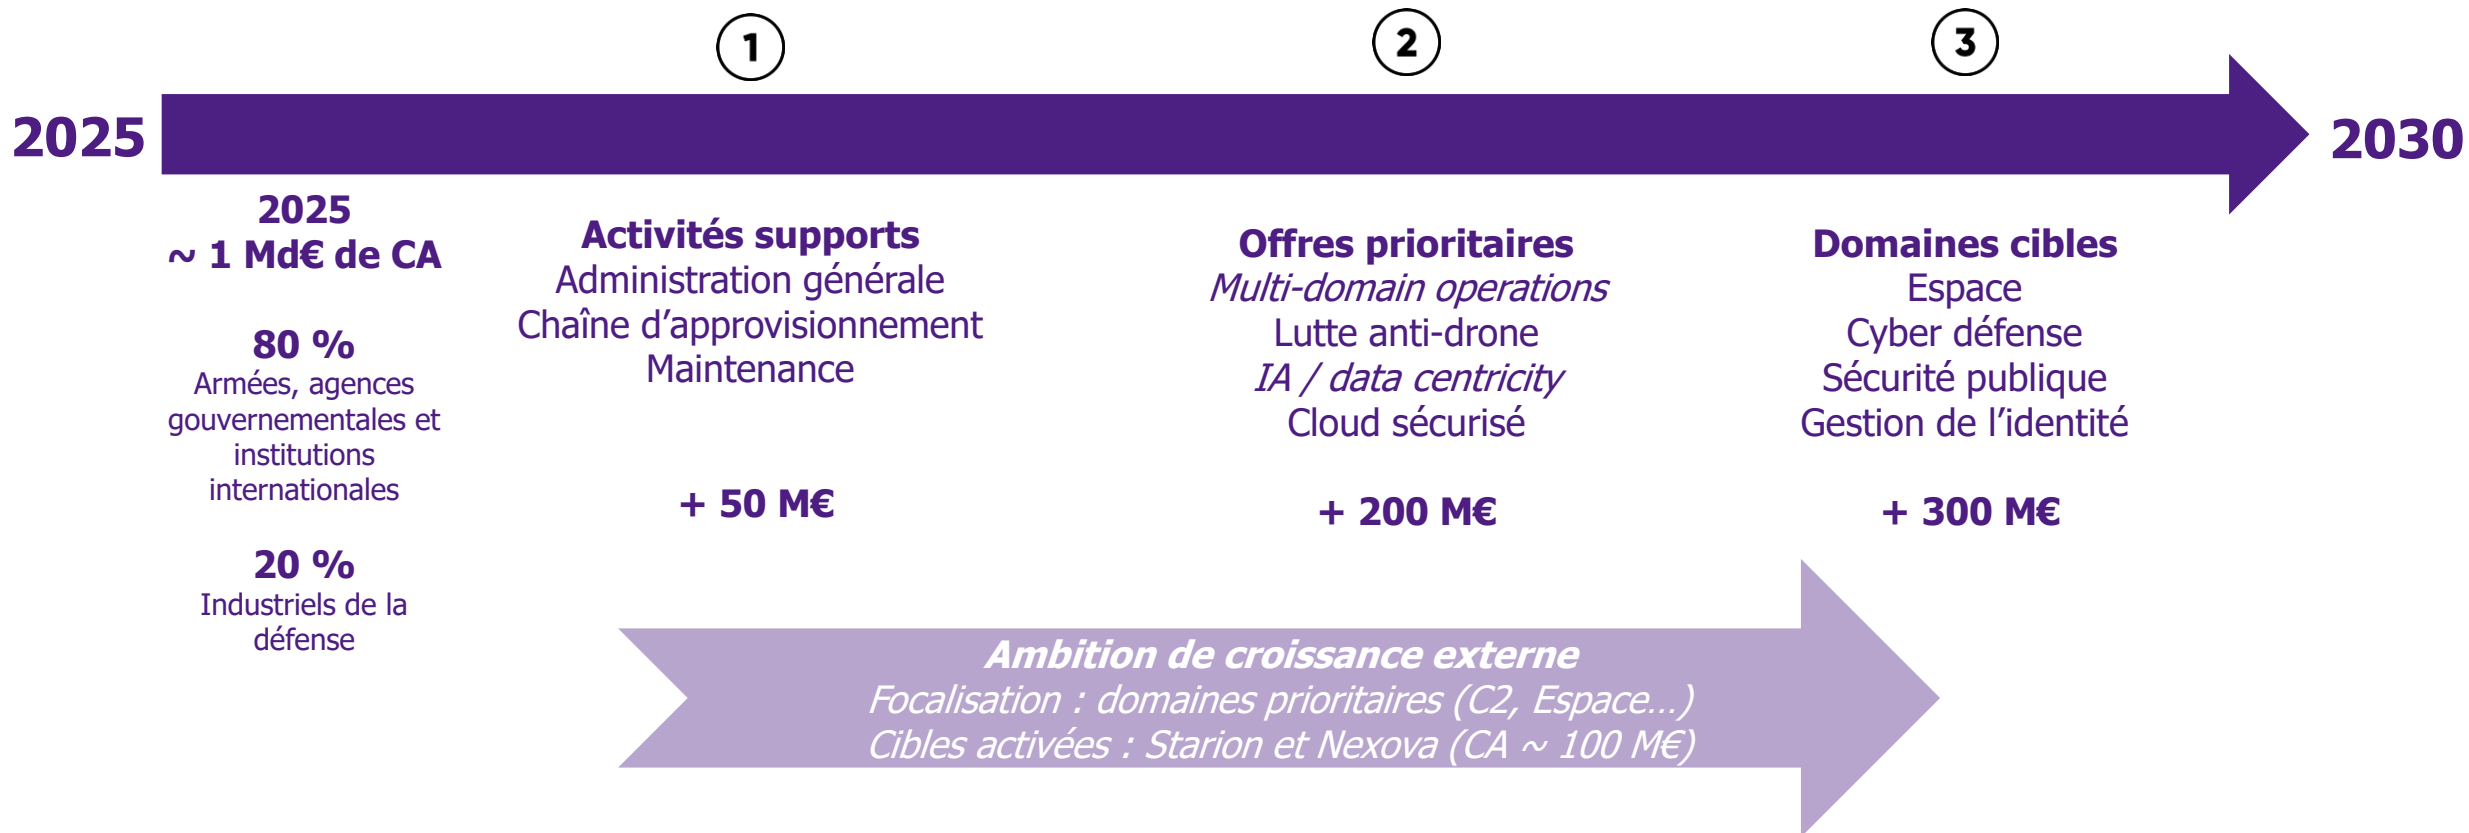 1
2
3
2025
2030
2025
~ 1 Md€ de CA
80 %
Armées, agences
gouvernementales et
institutions
internationales
20 %
Industriels de la
défense
Activités supports
Administration générale
Chaîne d’approvisionnement
Maintenance
+ 50 M€
Offres prioritaires
Multi-domain operations
Lutte anti-drone
IA / data centricity
Cloud sécurisé
+ 200 M€
Domaines cibles
Espace
Cyber défense
Sécurité publique
Gestion de l’identité
+ 300 M€
Ambition de croissance externe
Focalisation : domaines prioritaires (C2, Espace…)
Cibles activées : Starion et Nexova (CA ~ 100 M€)